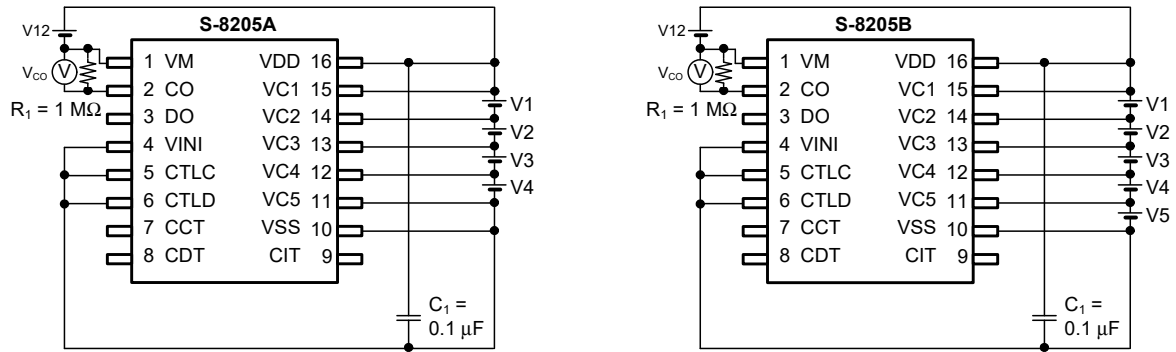 S-8205A
V12
V_CO
V
R₁ = 1 MΩ
1 VM
2 CO
3 DO
4 VINI
5 CTLC
6 CTLD
7 CCT
8 CDT
VDD 16
VC1 15
VC2 14
VC3 13
VC4 12
VC5 11
VSS 10
CIT 9
V1
V2
V3
V4
C₁ =
0.1 μF
S-8205B
V12
V_CO
V
R₁ = 1 MΩ
1 VM
2 CO
3 DO
4 VINI
5 CTLC
6 CTLD
7 CCT
8 CDT
VDD 16
VC1 15
VC2 14
VC3 13
VC4 12
VC5 11
VSS 10
CIT 9
V1
V2
V3
V4
V5
C₁ =
0.1 μF